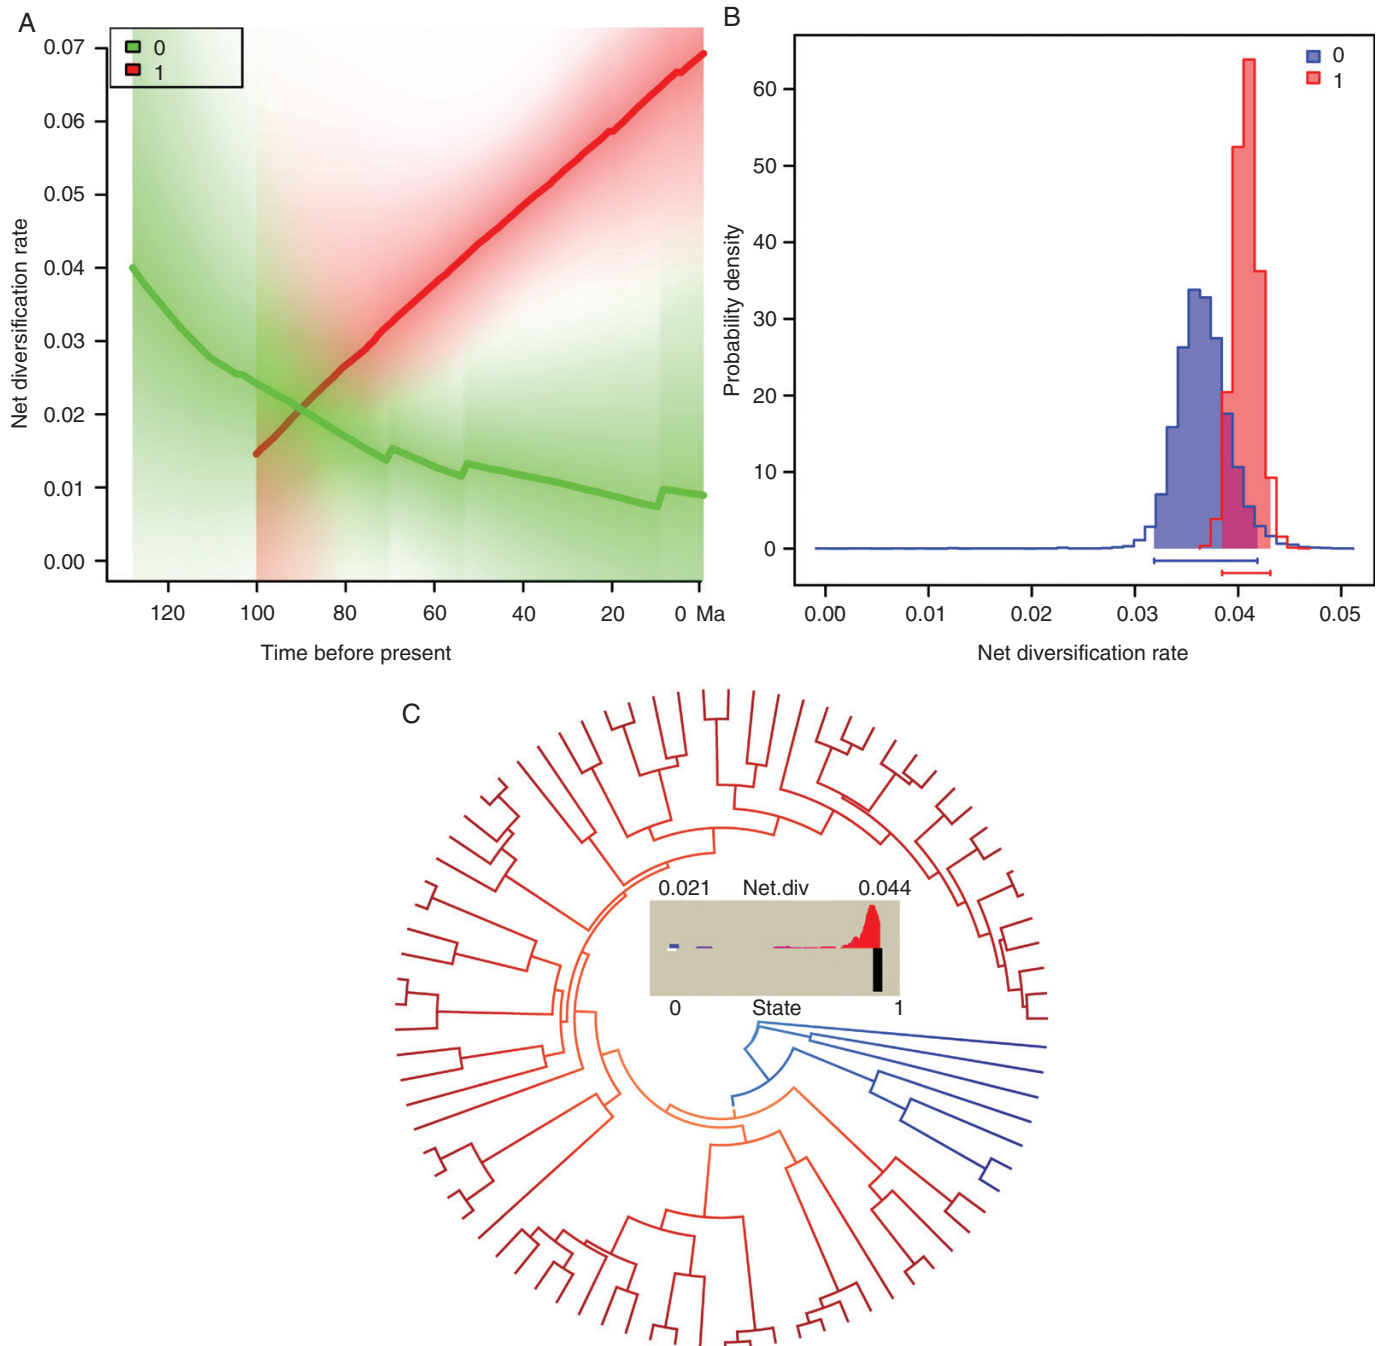 A
Net diversification rate
0.07
0.06
0.05
0.04
0.03
0.02
0.01
0.00
0
1
120 100 80 60 40 20 0 Ma
Time before present
B
Probability density
60
50
40
30
20
10
0
0
1
0.00 0.01 0.02 0.03 0.04 0.05
Net diversification rate
C
0.021 Net.div 0.044
0 State 1